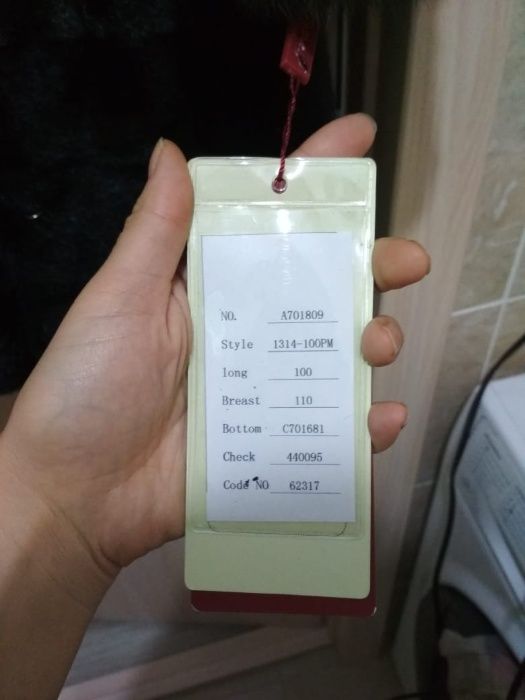 NO. A701809
Style 1314-100PM
long 100
Breast 110
Bottom C701681
Check 440095
Code NO 62317